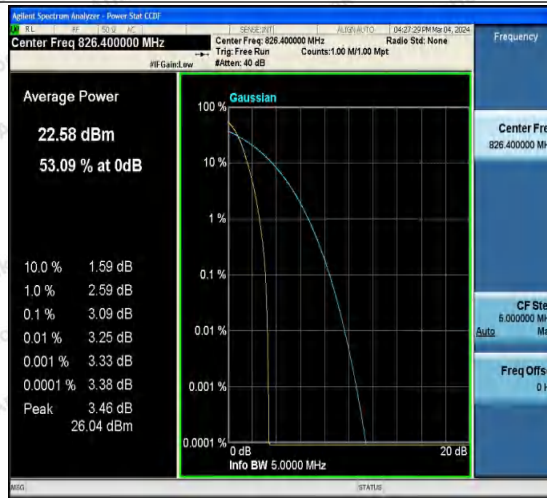 Agilent Spectrum Analyzer - Power Stat CCDF
RL RF 50 Ω AC SENSE:INT ALIGN AUTO 04:27:29 PM Mar 04, 2024
Center Freq 826.400000 MHz
Center Freq: 826.400000 MHz Radio Std: None
Trig: Free Run Counts:1.00 M/1.00 Mpt
#IFGain:Low #Atten: 40 dB
Frequency
Average Power
22.58 dBm
53.09 % at 0dB
10.0 % 1.59 dB
1.0 % 2.59 dB
0.1 % 3.09 dB
0.01 % 3.25 dB
0.001 % 3.33 dB
0.0001 % 3.38 dB
Peak 3.46 dB
26.04 dBm
Gaussian
100 %
10 %
1 %
0.1 %
0.01 %
0.001 %
0.0001 %
0 dB 20 dB
Info BW 5.0000 MHz
Center Fre
826.400000 MH
CF Ste
5.000000 MH
Auto Ma
Freq Offs
0 H
MSG STATUS